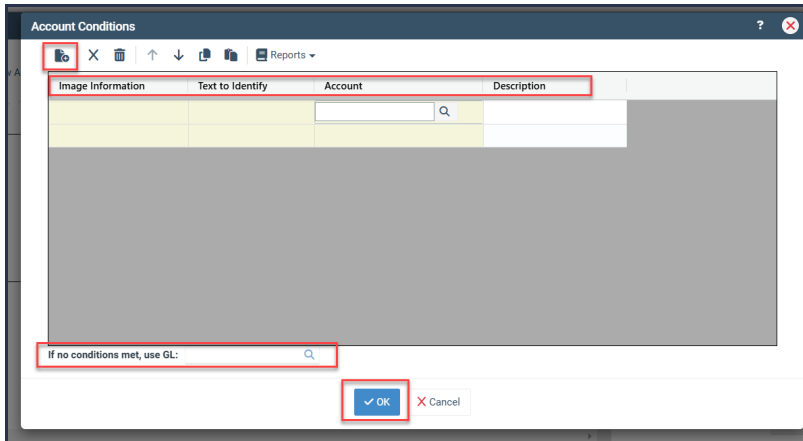 Account Conditions ?
Reports
w A
Image Information Text to Identify Account Description
If no conditions met, use GL:
OK Cancel